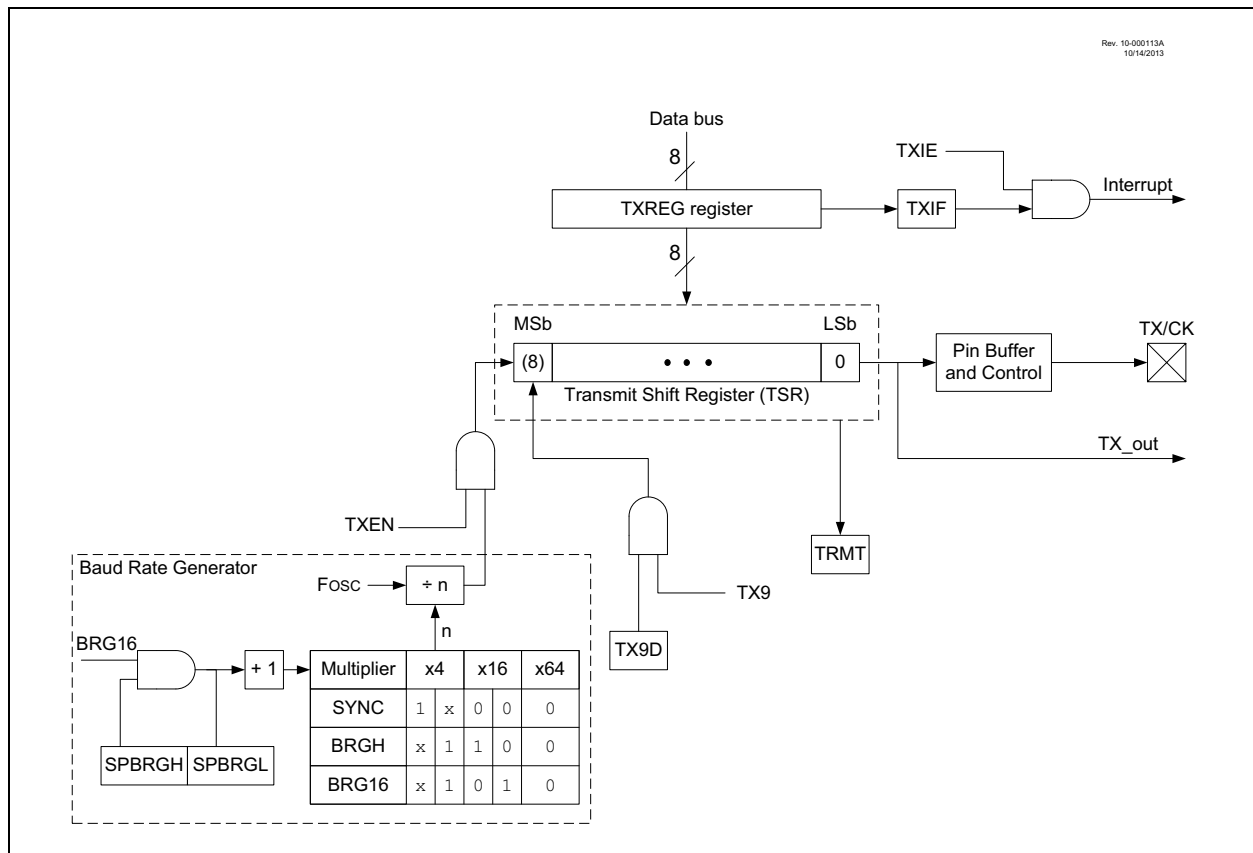 Rev. 10-000113A
10/14/2013
Data bus
8
TXIE
Interrupt
TXREG register
TXIF
8
MSb
LSb
TX/CK
(8)
• • •
0
Pin Buffer
and Control
Transmit Shift Register (TSR)
TX_out
TXEN
TRMT
Baud Rate Generator
FOSC
÷ n
TX9
n
TX9D
BRG16
+ 1
Multiplier x4 x16 x64
SYNC 1 x 0 0 0
BRGH x 1 1 0 0
BRG16 x 1 0 1 0
SPBRGH SPBRGL